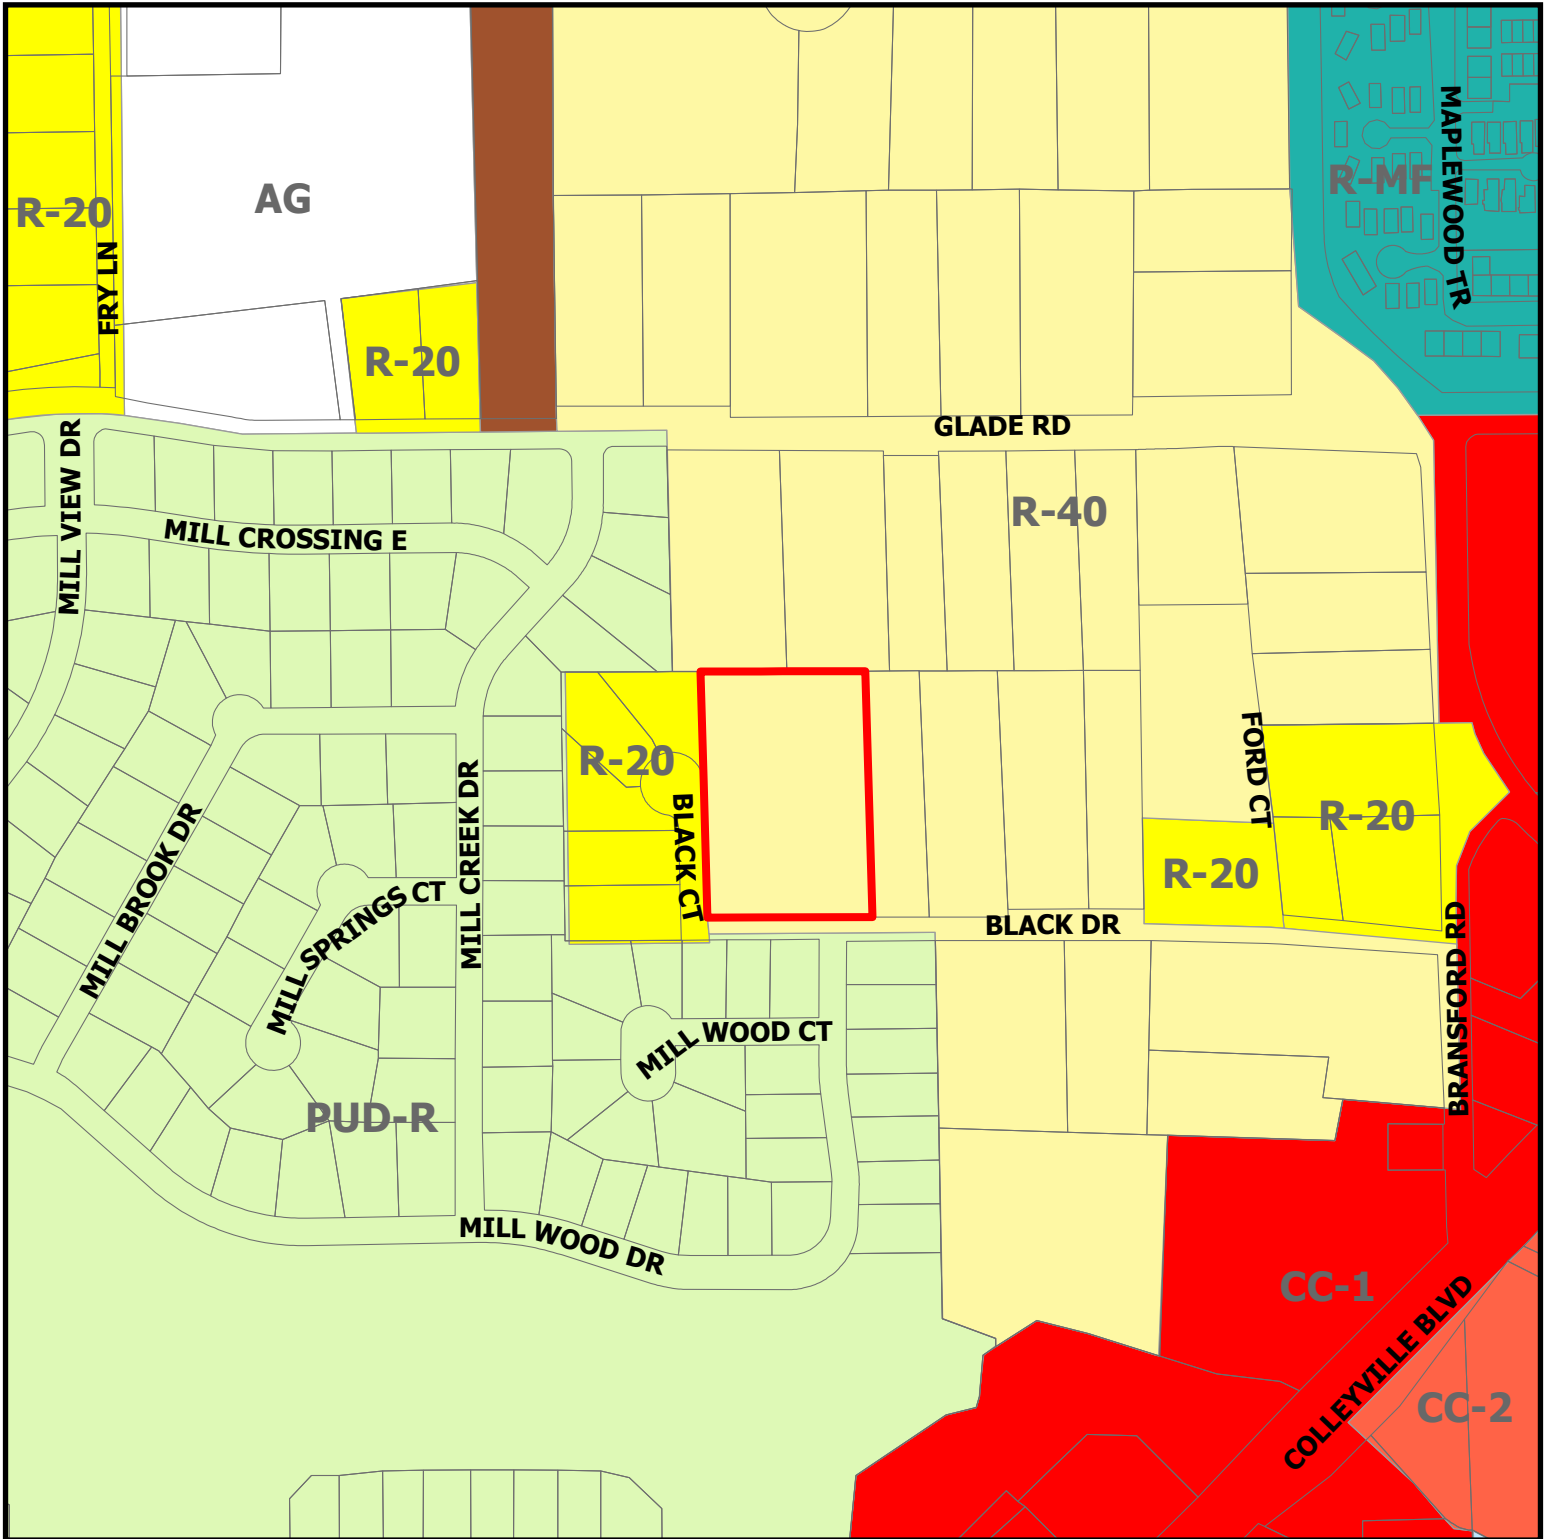 MAPLEWOOD TR
R-MF
AG
R-20
FRY LN
R-20
GLADE RD
MILL VIEW DR
R-40
MILL CROSSING E
FORD CT
R-20
BLACK CT
R-20
R-20
MILL CREEK DR
MILL BROOK DR
MILL SPRINGS CT
BLACK DR
BRANSFORD RD
MILL WOOD CT
PUD-R
MILL WOOD DR
CC-1
COLLEYVILLE BLVD
CC-2